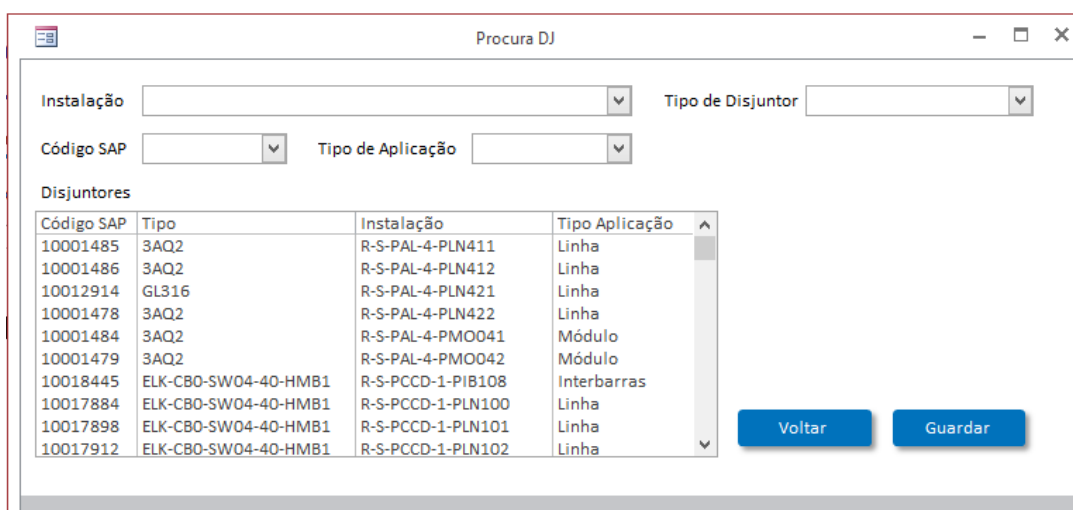 Procura DJ
Instalação Tipo de Disjuntor
Código SAP Tipo de Aplicação
Disjuntores
Código SAP Tipo Instalação Tipo Aplicação
10001485 3AQ2 R-S-PAL-4-PLN411 Linha
10001486 3AQ2 R-S-PAL-4-PLN412 Linha
10012914 GL316 R-S-PAL-4-PLN421 Linha
10001478 3AQ2 R-S-PAL-4-PLN422 Linha
10001484 3AQ2 R-S-PAL-4-PMO041 Módulo
10001479 3AQ2 R-S-PAL-4-PMO042 Módulo
10018445 ELK-CB0-SW04-40-HMB1 R-S-PCCD-1-PIB108 Interbarras
10017884 ELK-CB0-SW04-40-HMB1 R-S-PCCD-1-PLN100 Linha
10017898 ELK-CB0-SW04-40-HMB1 R-S-PCCD-1-PLN101 Linha
10017912 ELK-CB0-SW04-40-HMB1 R-S-PCCD-1-PLN102 Linha
Voltar Guardar